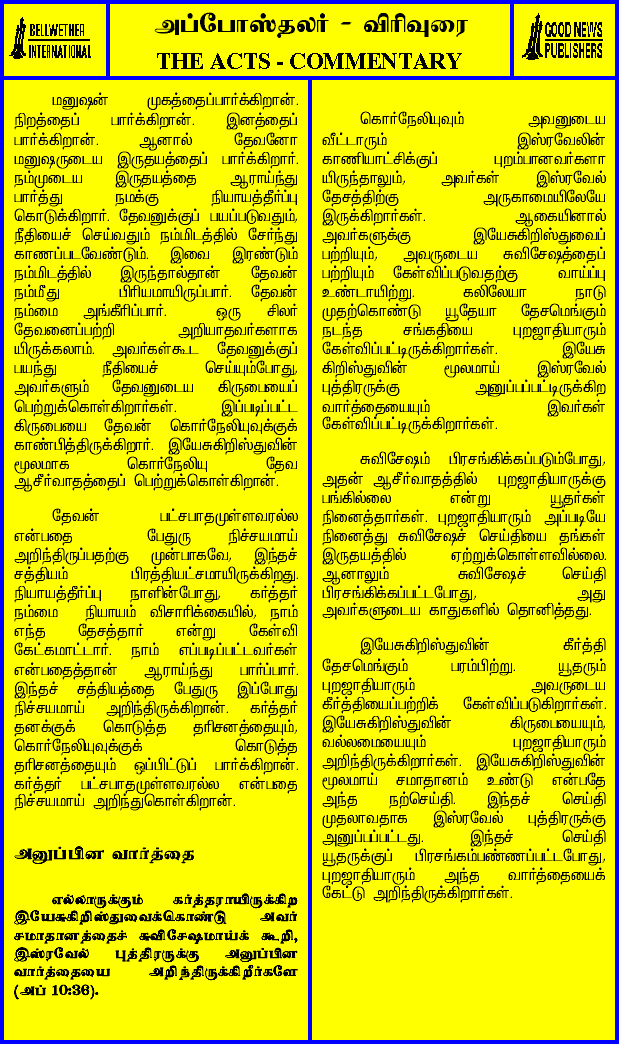 BELLWETHER
INTERNATIONAL
அப்போஸ்தலர் - விரிவுரை
THE ACTS - COMMENTARY
GOOD NEWS
PUBLISHERS
மனுஷன் முகத்தைப்பார்க்கிறான்.
நிறத்தைப் பார்க்கிறான். இனத்தைப்
பார்க்கிறான். ஆனால் தேவனோ
மனுஷருடைய இருதயத்தைப் பார்க்கிறார்.
நம்முடைய இருதயத்தை ஆராய்ந்து
பார்த்து நமக்கு நியாயத்தீர்ப்பு
கொடுக்கிறார். தேவனுக்குப் பயப்படுவதும்,
நீதியைச் செய்வதும் நம்மிடத்தில் சேர்ந்து
காணப்படவேண்டும். இவை இரண்டும்
நம்மிடத்தில் இருந்தால்தான் தேவன்
நம்மீது பிரியமாயிருப்பார். தேவன்
நம்மை அங்கீரிப்பார். ஒரு சிலர்
தேவனைப்பற்றி அறியாதவர்களாக
யிருக்கலாம். அவர்கள்கூட தேவனுக்குப்
பயந்து நீதியைச் செய்யும்போது,
அவர்களும் தேவனுடைய கிருபையைப்
பெற்றுக்கொள்கிறார்கள். இப்படிப்பட்ட
கிருபையை தேவன் கொர்நேலியுவுக்குக்
காண்பித்திருக்கிறார். இயேசுகிறிஸ்துவின்
மூலமாக கொர்நேலியு தேவ
ஆசீர்வாதத்தைப் பெற்றுக்கொள்கிறான்.
தேவன் பட்சபாதமுள்ளவரல்ல
என்பதை பேதுரு நிச்சயமாய்
அறிந்திருப்பதற்கு முன்பாகவே, இந்தச்
சத்தியம் பிரத்தியட்சமாயிருக்கிறது.
நியாயத்தீர்ப்பு நாளின்போது, கர்த்தர்
நம்மை நியாயம் விசாரிக்கையில், நாம்
எந்த தேசத்தார் என்று கேள்வி
கேட்கமாட்டார். நாம் எப்படிப்பட்டவர்கள்
என்பதைத்தான் ஆராய்ந்து பார்ப்பார்.
இந்தச் சத்தியத்தை பேதுரு இப்போது
நிச்சயமாய் அறிந்திருக்கிறான். கர்த்தர்
தனக்குக் கொடுத்த தரிசனத்தையும்,
கொர்நேலியுவுக்குக் கொடுத்த
தரிசனத்தையும் ஒப்பிட்டுப் பார்க்கிறான்.
கர்த்தர் பட்சபாதமுள்ளவரல்ல என்பதை
நிச்சயமாய் அறிந்துகொள்கிறான்.
அனுப்பின வார்த்தை
எல்லாருக்கும் கர்த்தராயிருக்கிற
இயேசுகிறிஸ்துவைக்கொண்டு அவர்
சமாதானத்தைச் சுவிசேஷமாய்க் கூறி,
இஸ்ரவேல் புத்திரருக்கு அனுப்பின
வார்த்தையை அறிந்திருக்கிறீர்களே
(அப் 10:36).
கொர்நேலியுவும் அவனுடைய
வீட்டாரும் இஸ்ரவேலின்
காணியாட்சிக்குப் புறம்பானவர்களா
யிருந்தாலும், அவர்கள் இஸ்ரவேல்
தேசத்திற்கு அருகாமையிலேயே
இருக்கிறார்கள். ஆகையினால்
அவர்களுக்கு இயேசுகிறிஸ்துவைப்
பற்றியும், அவருடைய சுவிசேஷத்தைப்
பற்றியும் கேள்விப்படுவதற்கு வாய்ப்பு
உண்டாயிற்று. கலிலேயா நாடு
முதற்கொண்டு யூதேயா தேசமெங்கும்
நடந்த சங்கதியை புறஜாதியாரும்
கேள்விப்பட்டிருக்கிறார்கள். இயேசு
கிறிஸ்துவின் மூலமாய் இஸ்ரவேல்
புத்திரருக்கு அனுப்பப்பட்டிருக்கிற
வார்த்தையையும் இவர்கள்
கேள்விப்பட்டிருக்கிறார்கள்.
சுவிசேஷம் பிரசங்கிக்கப்படும்போது,
அதன் ஆசீர்வாதத்தில் புறஜாதியாருக்கு
பங்கில்லை என்று யூதர்கள்
நினைத்தார்கள். புறஜாதியாரும் அப்படியே
நினைத்து சுவிசேஷச் செய்தியை தங்கள்
இருதயத்தில் ஏற்றுக்கொள்ளவில்லை.
ஆனாலும் சுவிசேஷச் செய்தி
பிரசங்கிக்கப்பட்டபோது, அது
அவர்களுடைய காதுகளில் தொனித்தது.
இயேசுகிறிஸ்துவின் கீர்த்தி
தேசமெங்கும் பரம்பிற்று. யூதரும்
புறஜாதியாரும் அவருடைய
கீர்த்தியைப்பற்றிக் கேள்விப்படுகிறார்கள்.
இயேசுகிறிஸ்துவின் கிருபையையும்,
வல்லமையையும் புறஜாதியாரும்
அறிந்திருக்கிறார்கள். இயேசுகிறிஸ்துவின்
மூலமாய் சமாதானம் உண்டு என்பதே
அந்த நற்செய்தி. இந்தச் செய்தி
முதலாவதாக இஸ்ரவேல் புத்திரருக்கு
அனுப்பப்பட்டது. இந்தச் செய்தி
யூதருக்குப் பிரசங்கம்பண்ணப்பட்டபோது,
புறஜாதியாரும் அந்த வார்த்தையைக்
கேட்டு அறிந்திருக்கிறார்கள்.